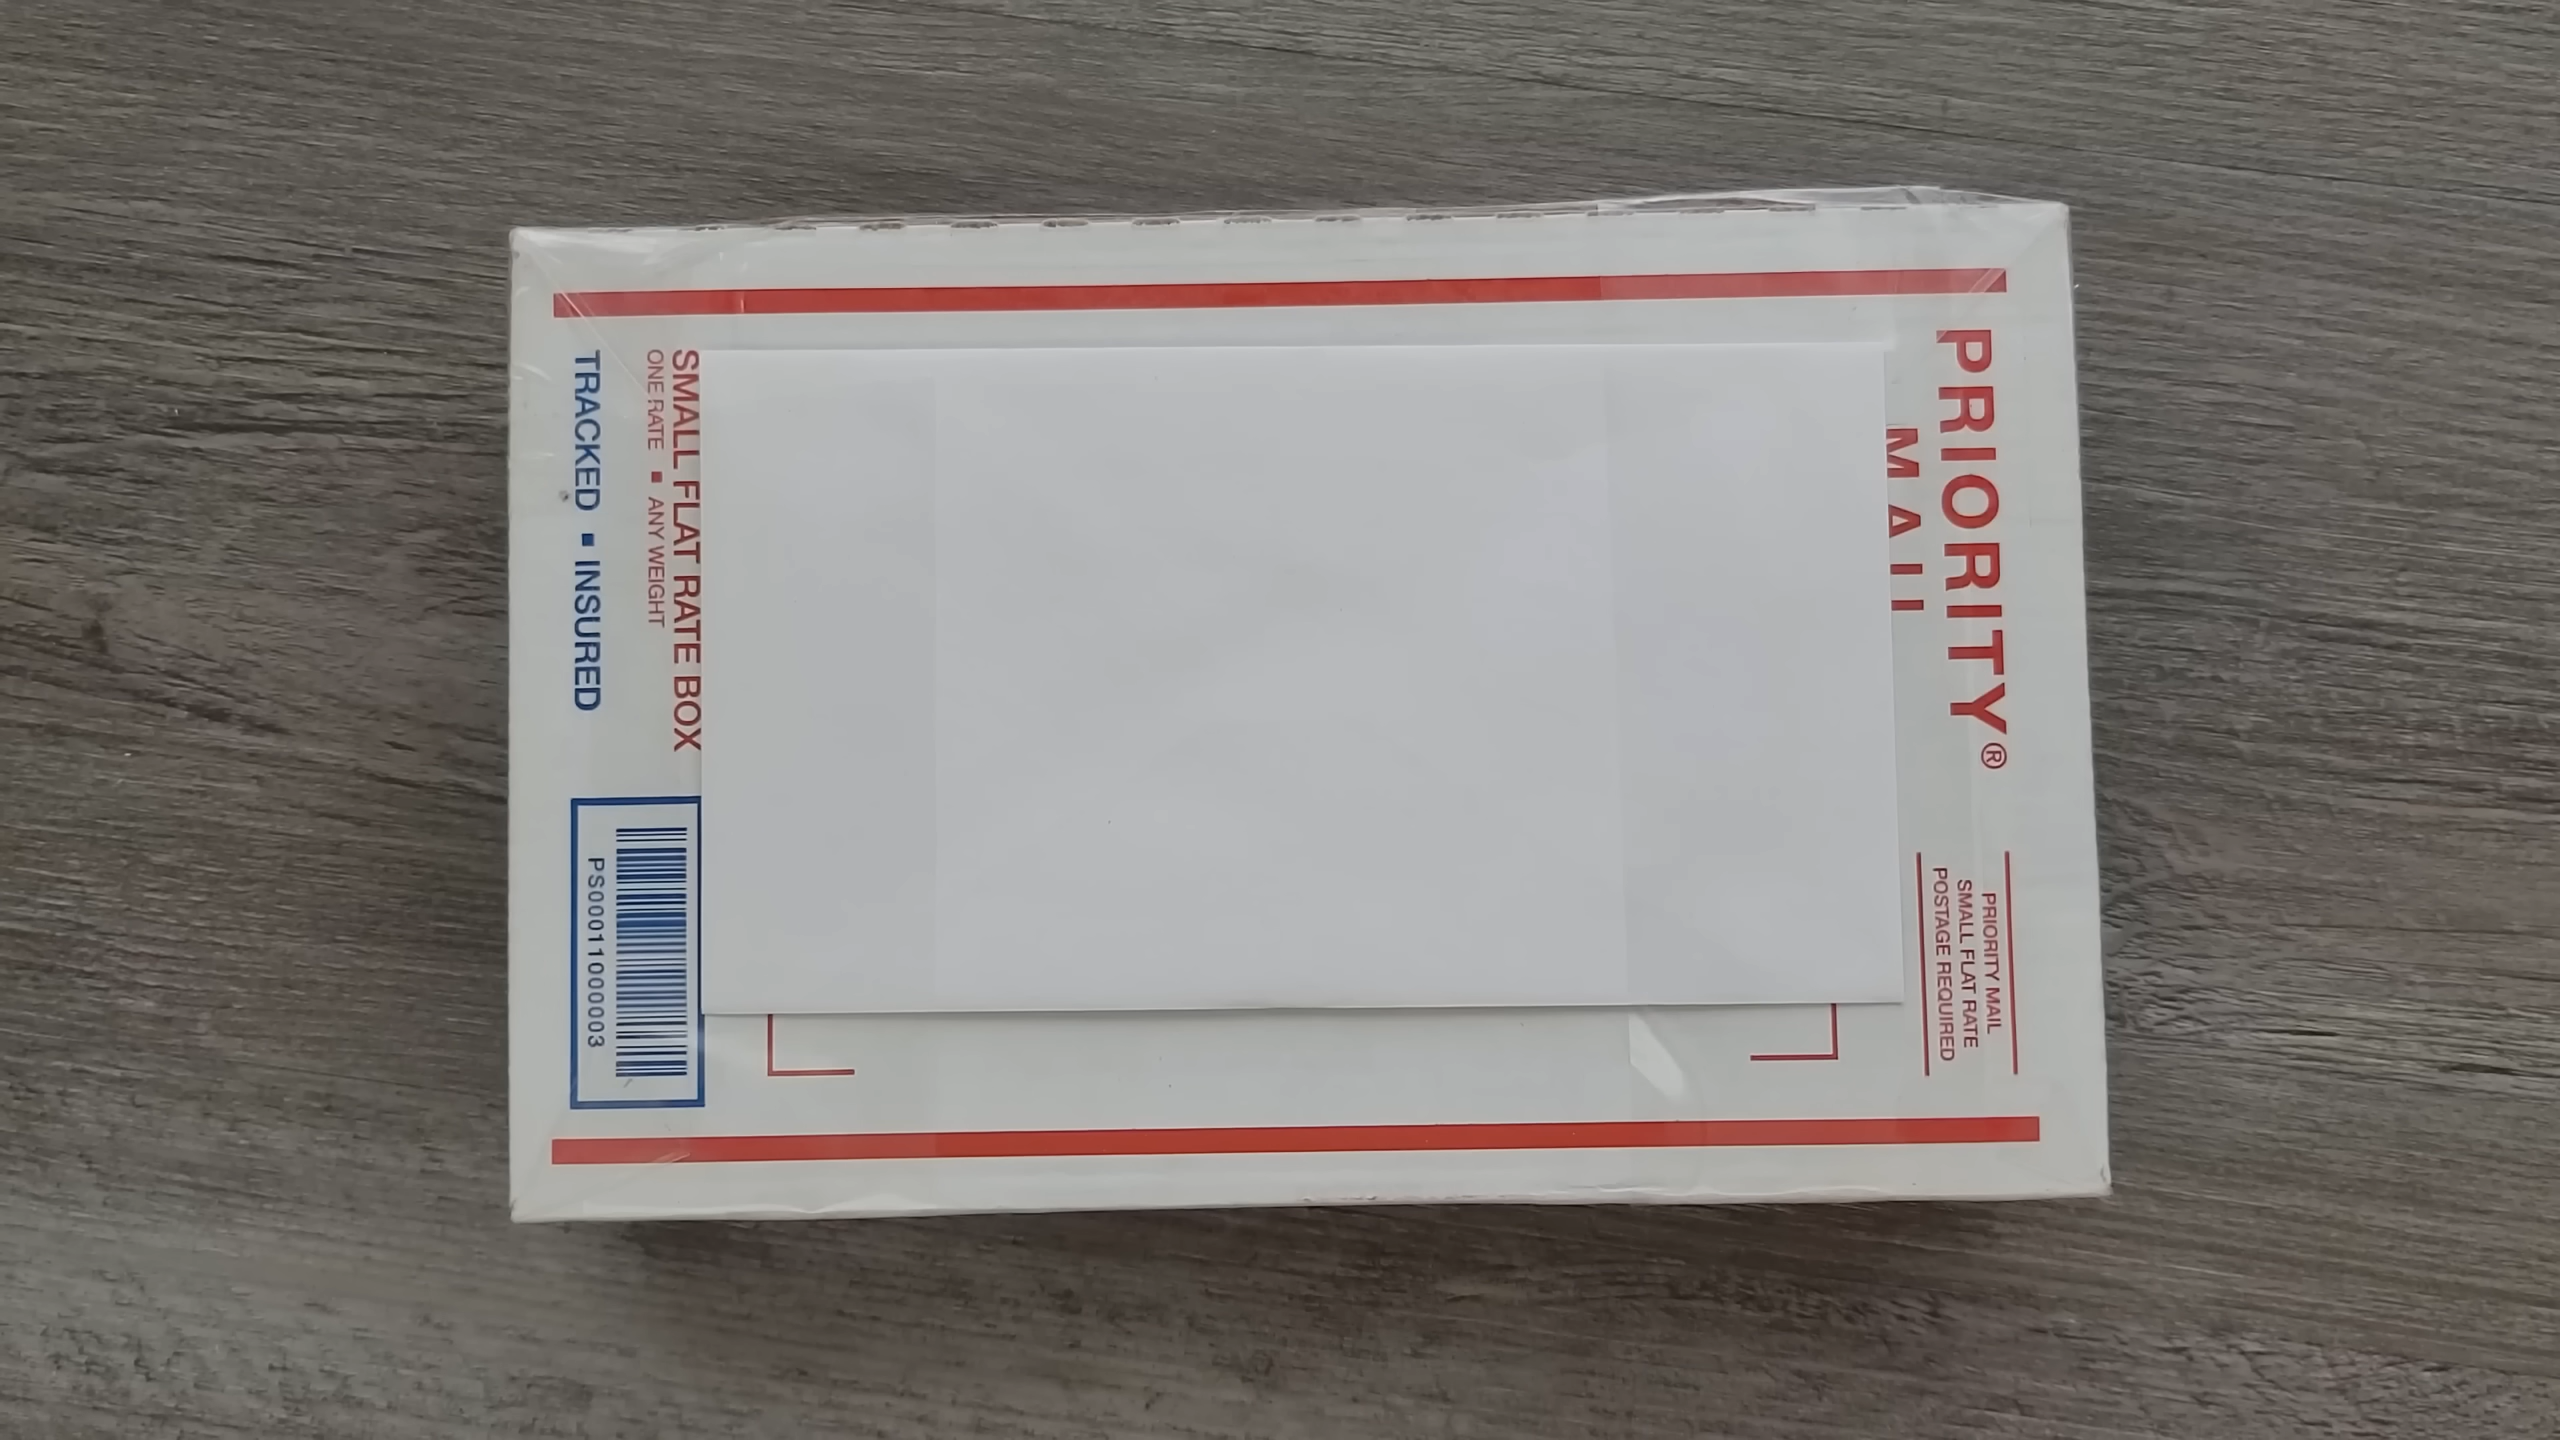 PRIORITY®
MAIL
PRIORITY MAIL
SMALL FLAT RATE
POSTAGE REQUIRED
SMALL FLAT RATE BOX
ONE RATE ▪ ANY WEIGHT
TRACKED ▪ INSURED
PS00011000003